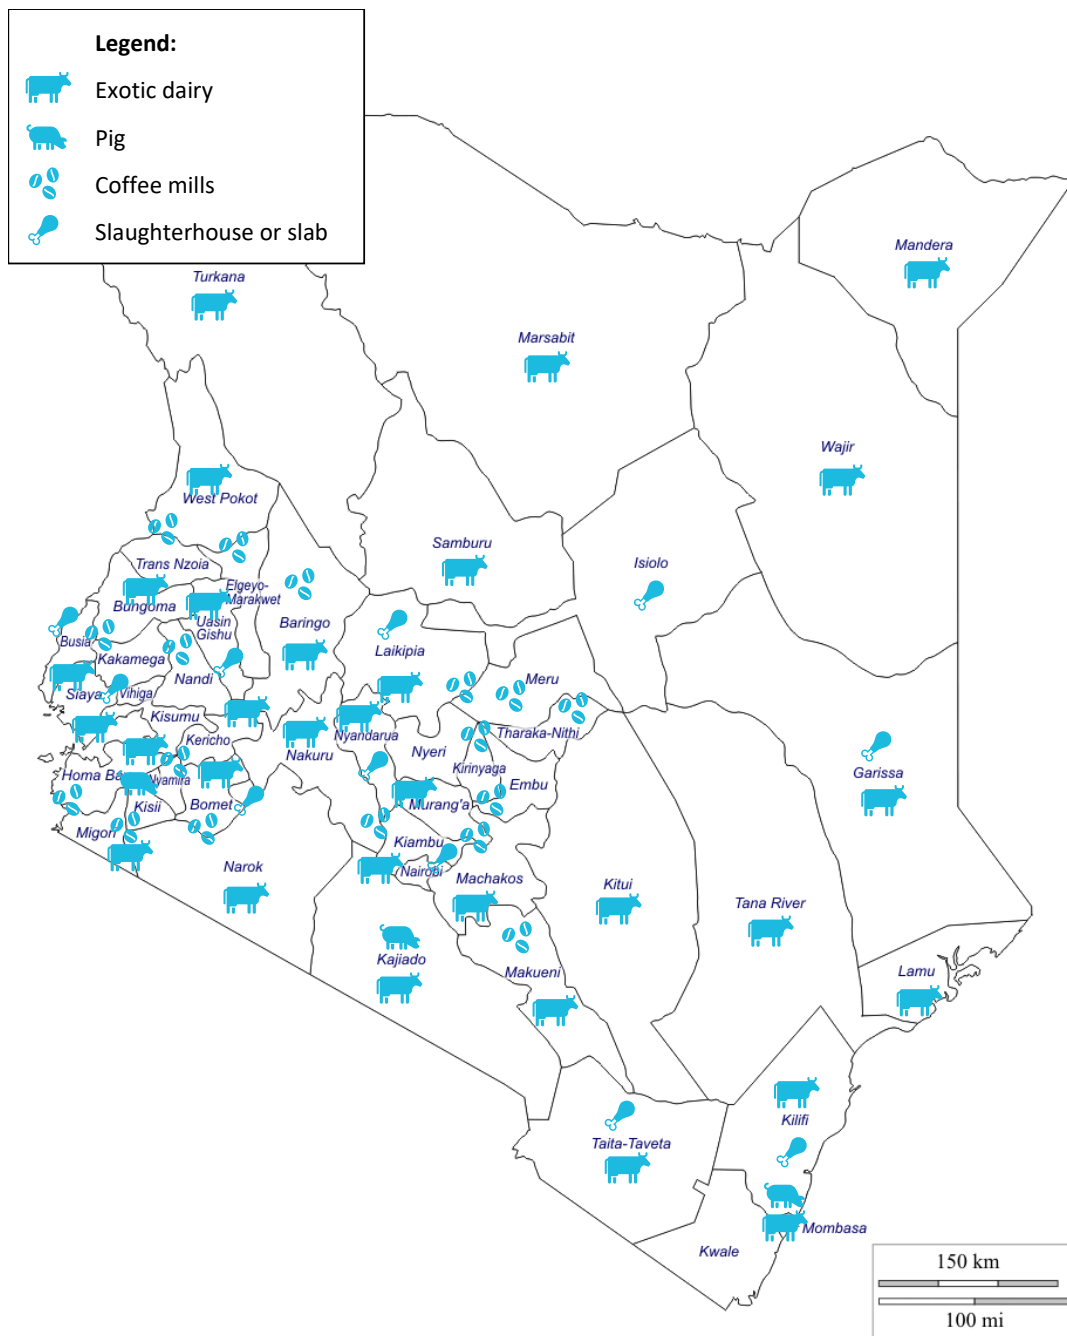 Legend:
Exotic dairy
Pig
Coffee mills
Slaughterhouse or slab
Turkana
Mandera
Marsabit
Wajir
West Pokot
Samburu
Isiolo
Trans Nzoia
Elgeyo-
Marakwet
Bungoma
Uasin
Gishu
Baringo
Busia
Laikipia
Kakamega
Nandi
Meru
Siaya
Vihiga
Kisumu
Kericho
Nakuru
Nyandarua
Nyeri
Tharaka-Nithi
Kirinyaga
Homa Ba
Nyamira
Embu
Garissa
Kisii
Bomet
Murang'a
Migori
Kiambu
Nairobi
Narok
Machakos
Kitui
Tana River
Kajiado
Makueni
Lamu
Kilifi
Taita-Taveta
Mombasa
Kwale
150 km
100 mi